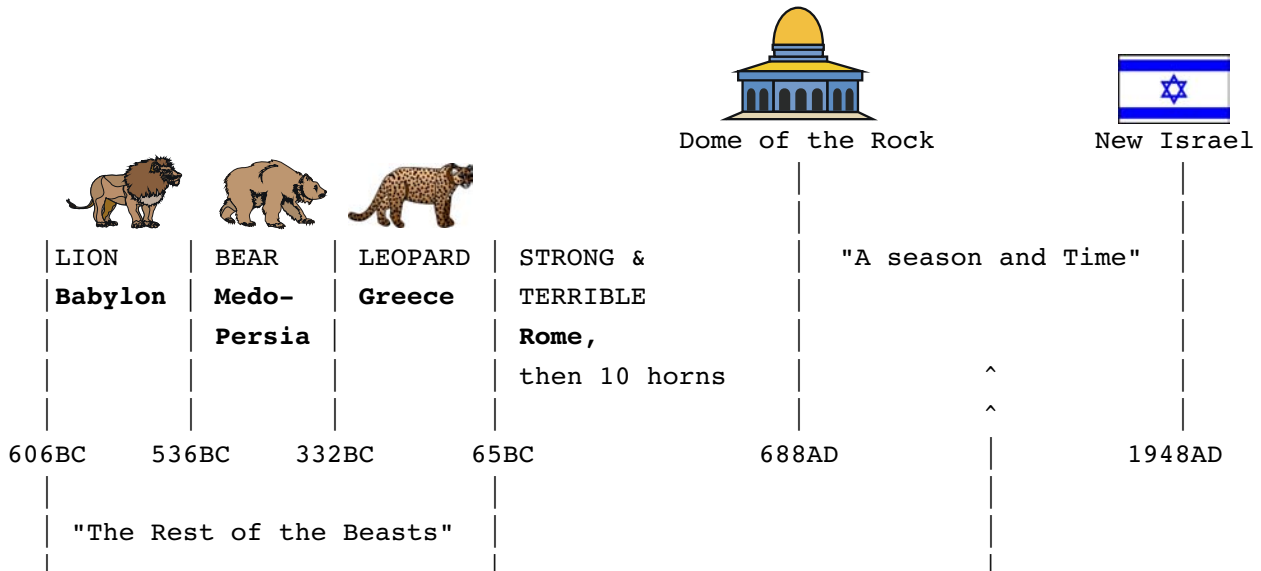 Dome of the Rock New Israel
LION BEAR LEOPARD STRONG & "A season and Time"
Babylon Medo- Greece TERRIBLE
Persia Rome,
then 10 horns
606BC 536BC 332BC 65BC 688AD 1948AD
"The Rest of the Beasts"